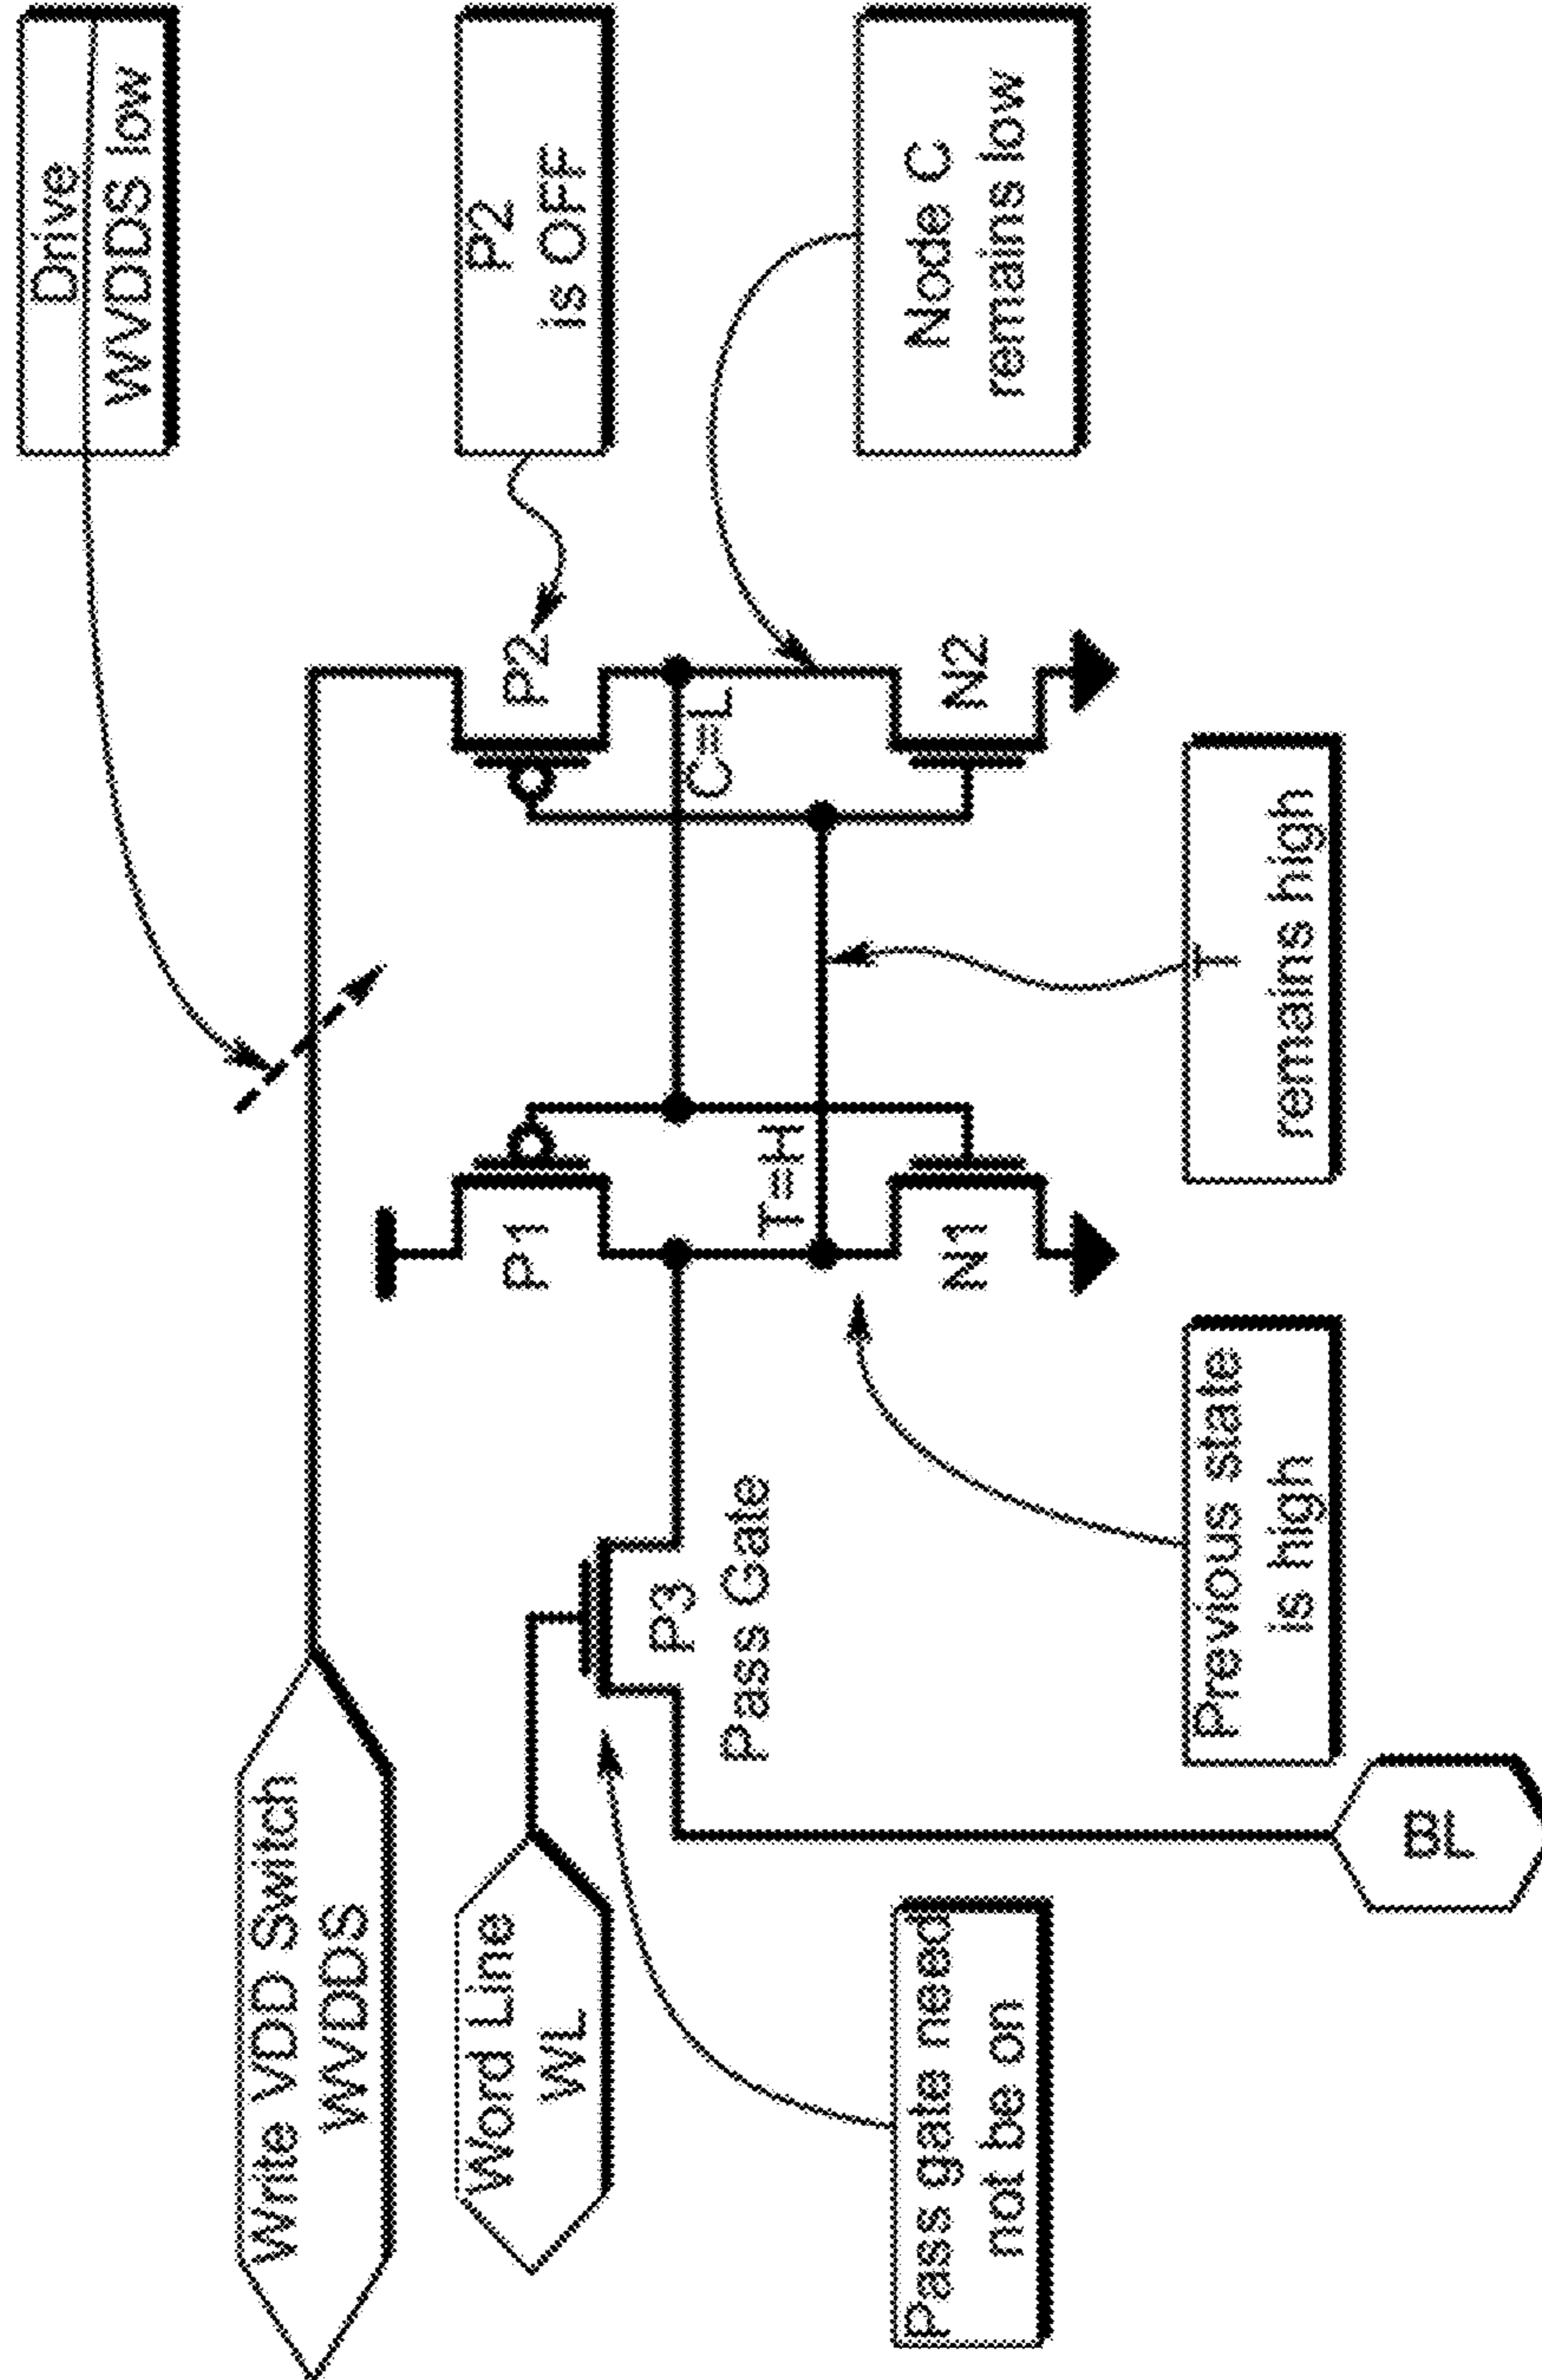 Drive
WVDDS low
Write VDD Switch
WVDDS
Word Line
WL
P1
P2
P2
is OFF
P3
Pass Gate
C=L
T=H
Pass gate need
not be on
N1
N2
Node C
remains low
Previous state
is high
T
remains high
BL